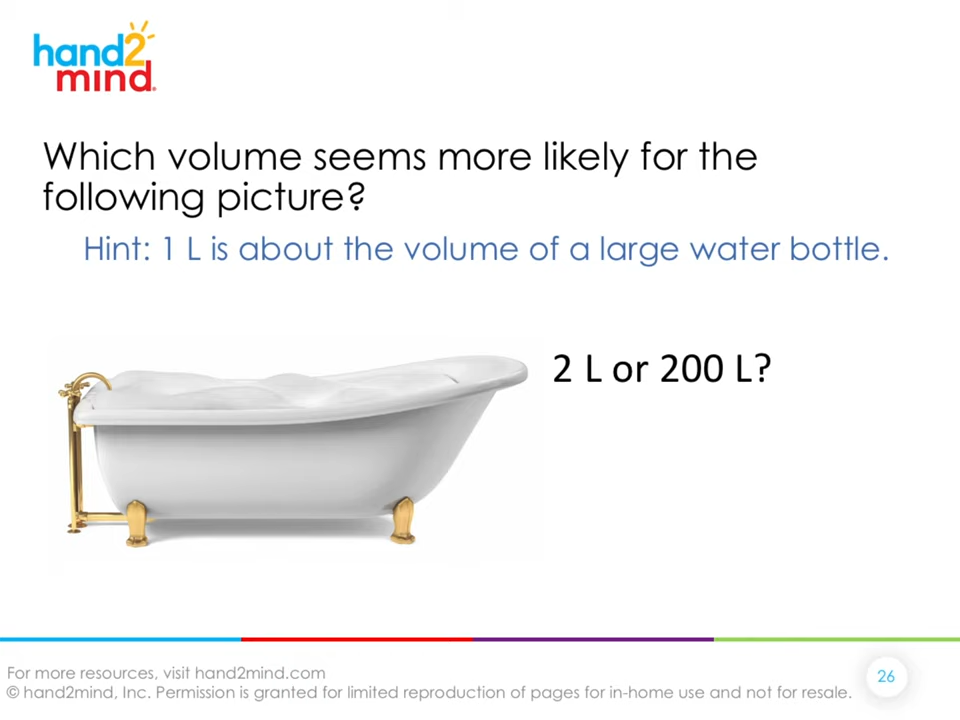 hand2
mind®
Which volume seems more likely for the
following picture?
Hint: 1 L is about the volume of a large water bottle.
2 L or 200 L?
For more resources, visit hand2mind.com
© hand2mind, Inc. Permission is granted for limited reproduction of pages for in-home use and not for resale.
26